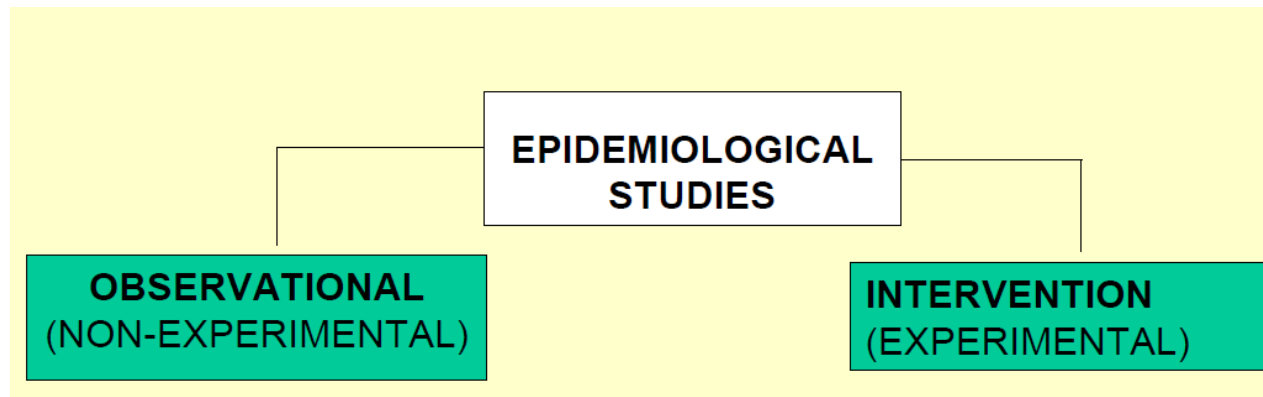 EPIDEMIOLOGICAL
STUDIES
OBSERVATIONAL
(NON-EXPERIMENTAL)
INTERVENTION
(EXPERIMENTAL)